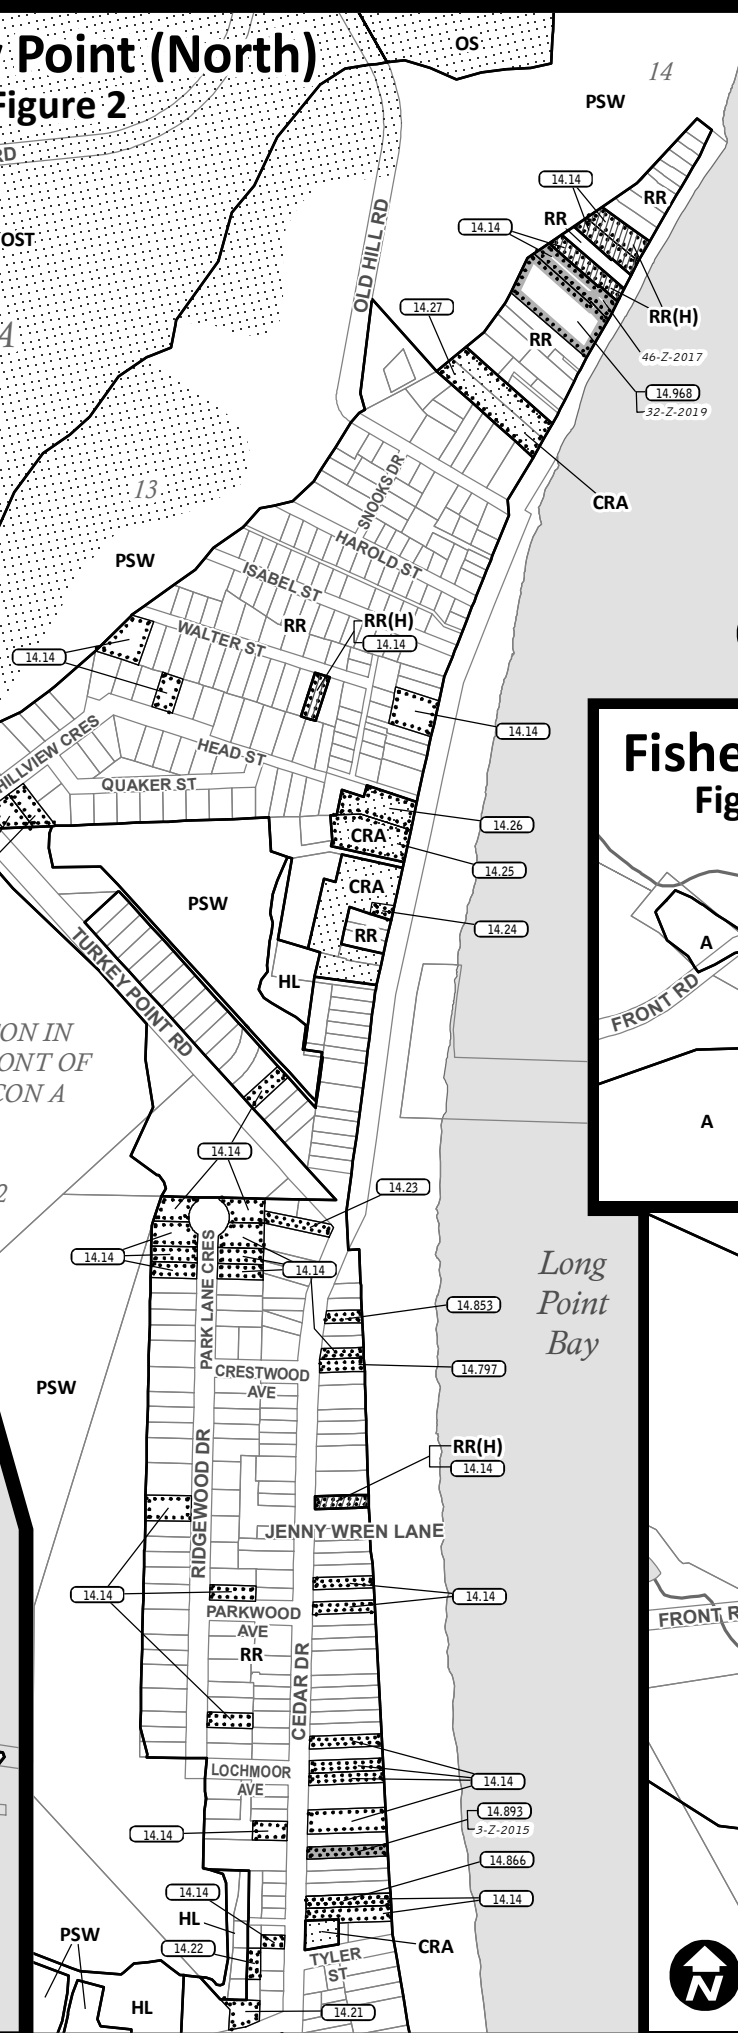 Point (North)
Figure 2
OS
14
PSW
RD
OST
OLD HILL RD
14.14
RR
14.14
RR
RR(H)
14.27
RR
46-Z-2017
14.968
32-Z-2019
CRA
13
SNOOKS DR
HAROLD ST
PSW
ISABEL ST
RR
RR(H)
14.14
WALTER ST
14.14
14.14
HILLVIEW CRES
HEAD ST
QUAKER ST
Fishe
Fig
14.26
CRA
14.25
CRA
PSW
14.24
RR
A
TURKEY POINT RD
HL
FRONT RD
ON IN
ONT OF
CON A
A
14.14
14.23
2
14.14
PARK LANE CRES
14.14
Long
Point
Bay
14.853
14.797
CRESTWOOD
AVE
PSW
RR(H)
14.14
RIDGEWOOD DR
JENNY WREN LANE
14.14
14.14
PARKWOOD
AVE
RR
FRONT R
CEDAR DR
LOCHMOOR
AVE
14.14
14.893
3-Z-2015
14.14
14.866
14.14
14.14
HL
PSW
14.22
CRA
TYLER
ST
HL
14.21
N